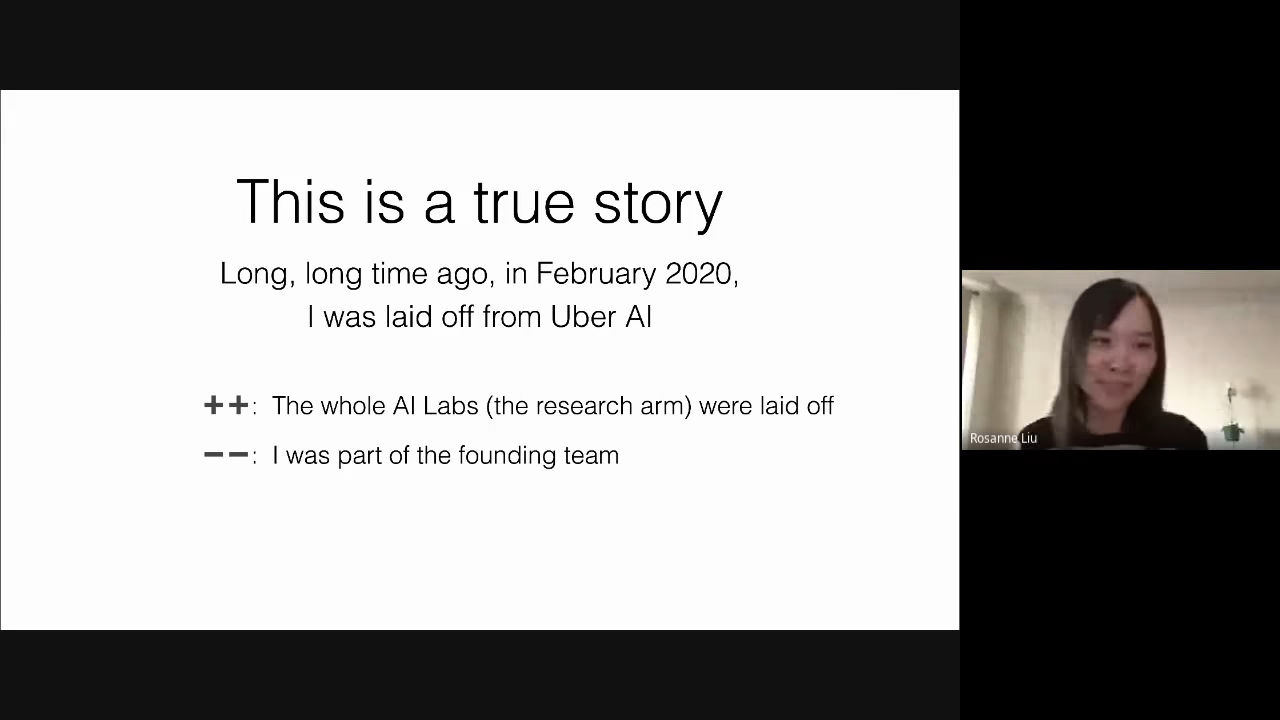 This is a true story
Long, long time ago, in February 2020,
I was laid off from Uber AI
++: The whole AI Labs (the research arm) were laid off
−−: I was part of the founding team
Rosanne Liu